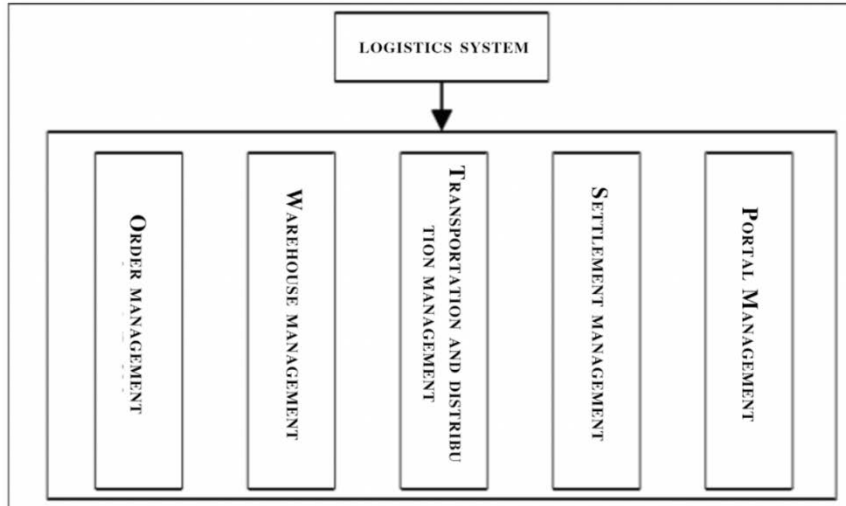 LOGISTICS SYSTEM
ORDER MANAGEMENT
WAREHOUSE MANAGEMENT
TRANSPORTATION AND DISTRIBU
TION MANAGEMENT
SETTLEMENT MANAGEMENT
PORTAL MANAGEMENT